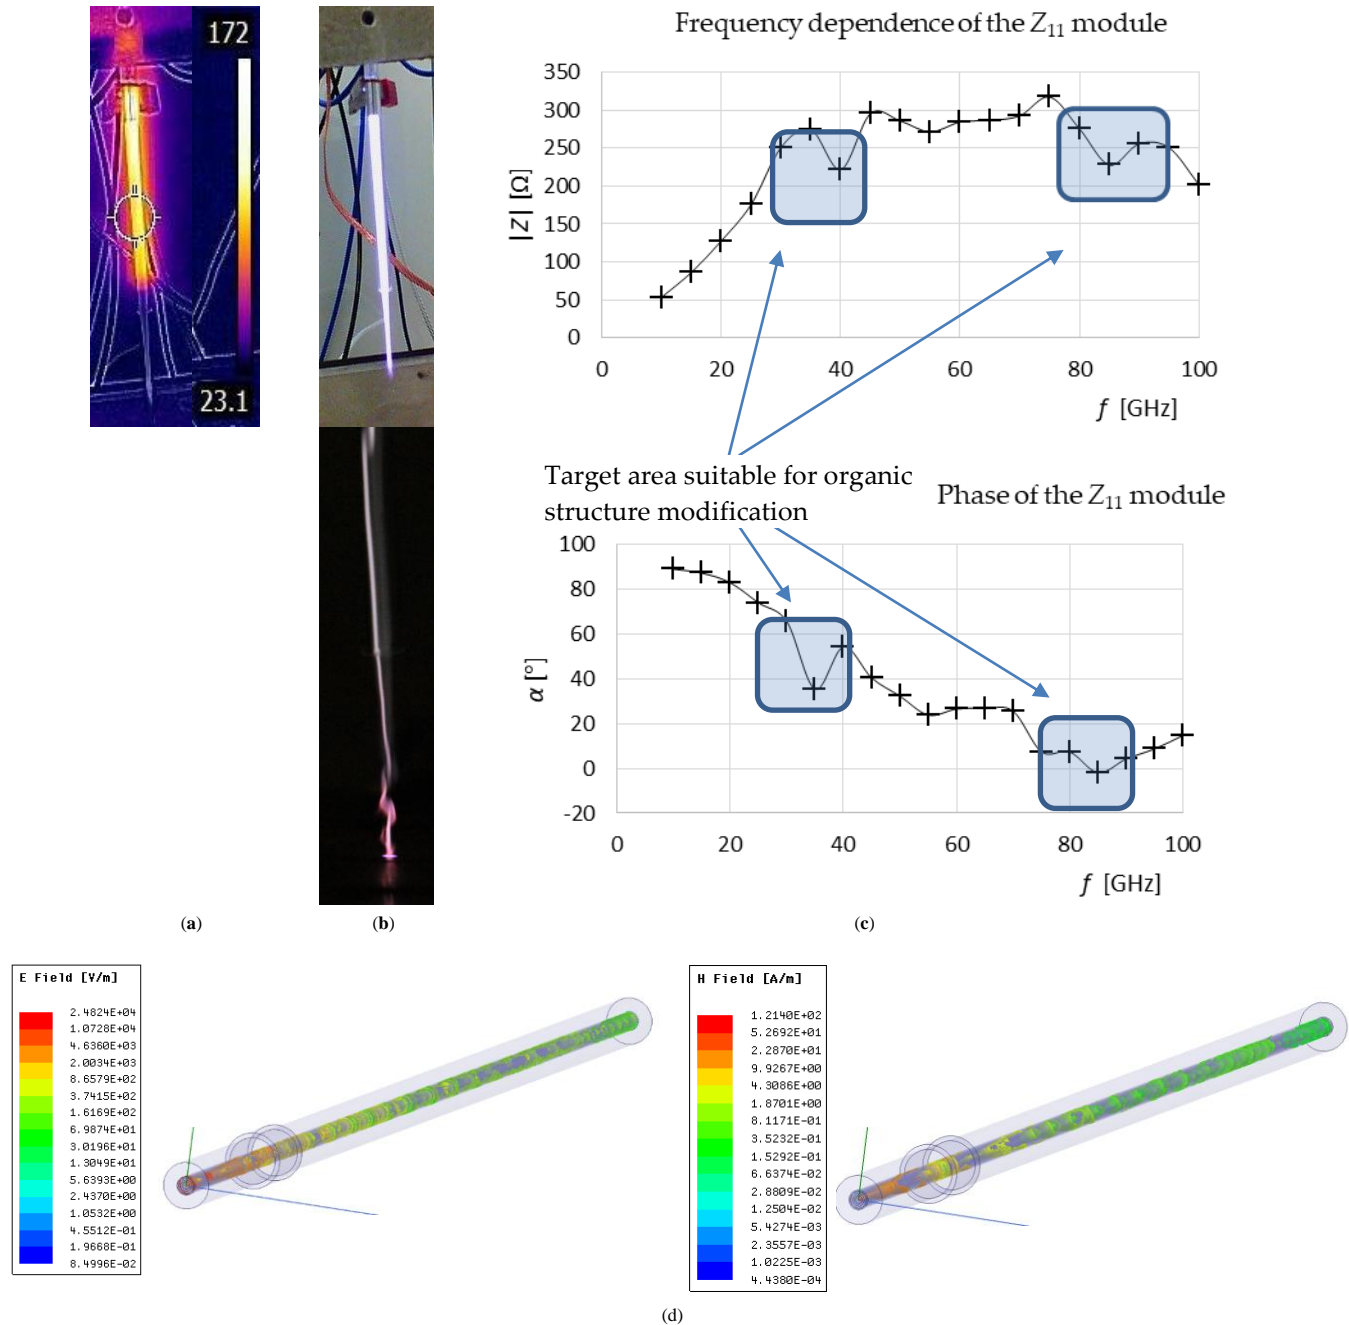 172
23.1
Frequency dependence of the Z11 module
350
300
250
200
150
100
50
0
|Z| [Ω]
0 20 40 60 80 100
f [GHz]
Target area suitable for organic
structure modification
Phase of the Z11 module
100
80
60
40
20
0
-20
α [°]
0 20 40 60 80 100
f [GHz]
(a) (b) (c)
E Field [V/m]
2.4824E+04
1.0728E+04
4.6360E+03
2.0034E+03
8.6579E+02
3.7415E+02
1.6169E+02
6.9874E+01
3.0196E+01
1.3049E+01
5.6393E+00
2.4370E+00
1.0532E+00
4.5512E-01
1.9668E-01
8.4996E-02
H Field [A/m]
1.2140E+02
5.2692E+01
2.2870E+01
9.9267E+00
4.3086E+00
1.8701E+00
8.1171E-01
3.5232E-01
1.5292E-01
6.6374E-02
2.8809E-02
1.2504E-02
5.4274E-03
2.3557E-03
1.0225E-03
4.4380E-04
(d)